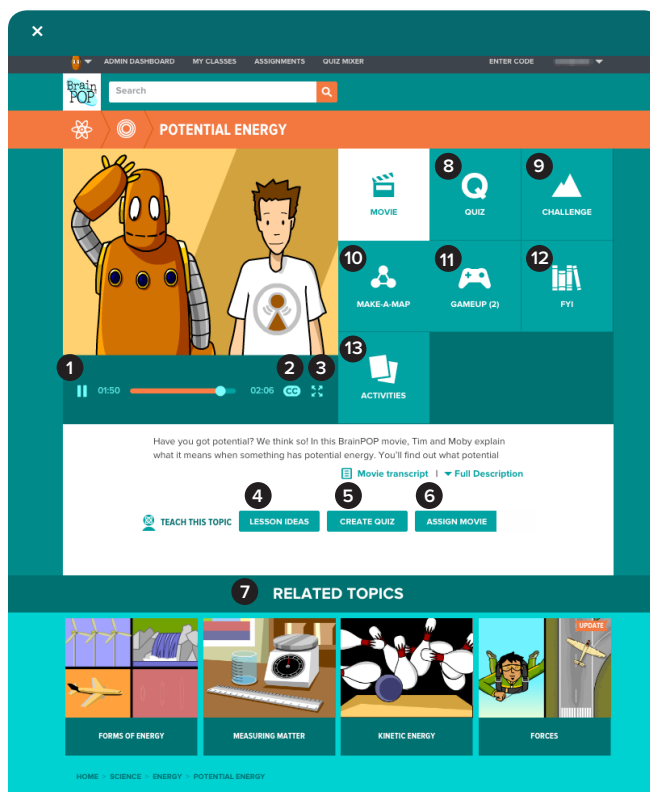 ADMIN DASHBOARD MY CLASSES ASSIGNMENTS QUIZ MIXER ENTER CODE
Brain
POP
Search
POTENTIAL ENERGY
8
9
Q
MOVIE
QUIZ
CHALLENGE
10
11
12
MAKE-A-MAP
GAMEUP (2)
FYI
13
ACTIVITIES
1
2
3
01:50
02:06
CC
Have you got potential? We think so! In this BrainPOP movie, Tim and Moby explain
what it means when something has potential energy. You'll find out what potential
Movie transcript | Full Description
4
5
6
TEACH THIS TOPIC
LESSON IDEAS
CREATE QUIZ
ASSIGN MOVIE
7
RELATED TOPICS
UPDATE
FORMS OF ENERGY
MEASURING MATTER
KINETIC ENERGY
FORCES
HOME > SCIENCE > ENERGY > POTENTIAL ENERGY